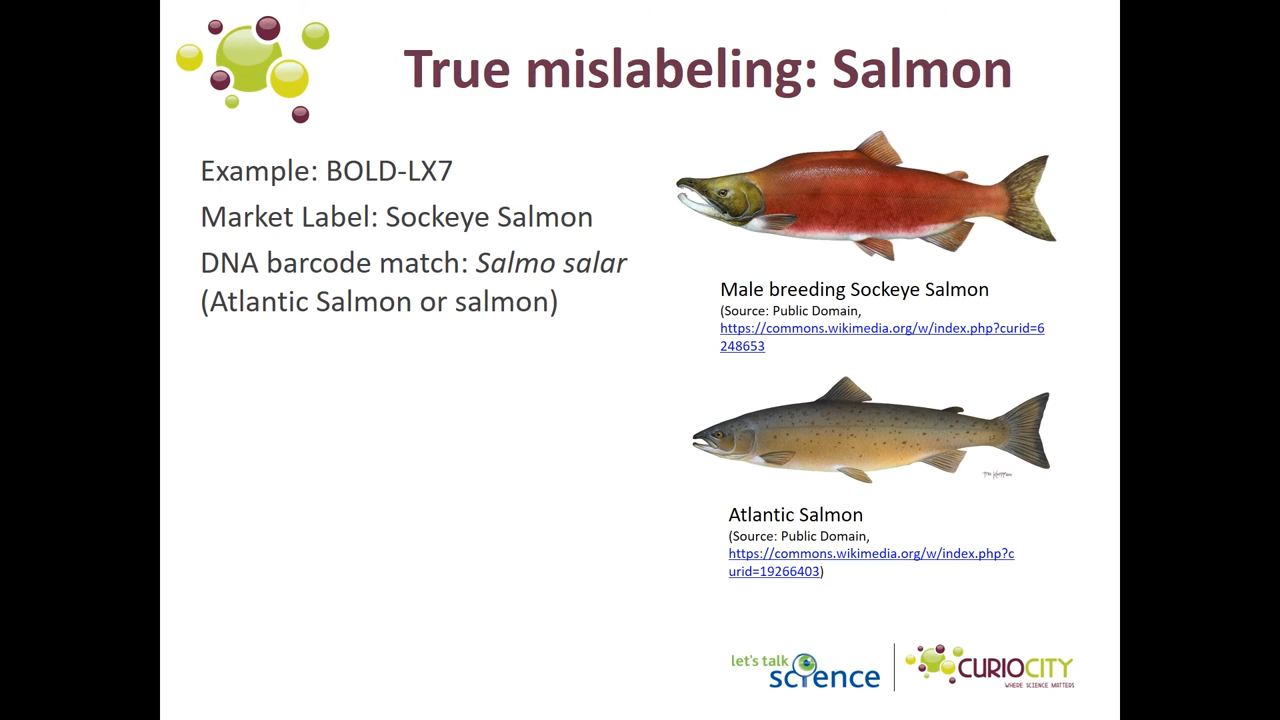 True mislabeling: Salmon
Example: BOLD-LX7
Market Label: Sockeye Salmon
DNA barcode match: Salmo salar
(Atlantic Salmon or salmon)
Male breeding Sockeye Salmon
(Source: Public Domain,
https://commons.wikimedia.org/w/index.php?curid=6
248653
Atlantic Salmon
(Source: Public Domain,
https://commons.wikimedia.org/w/index.php?c
urid=19266403)
let's talk
science
CURIOCITY
WHERE SCIENCE MATTERS